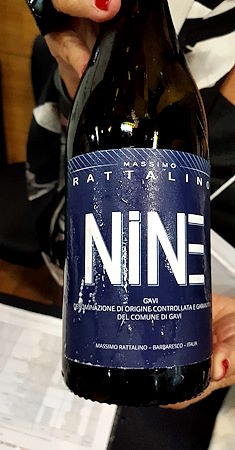 MASSIMO
RATTALINO
NiNE
GAVI
DENOMINAZIONE DI ORIGINE CONTROLLATA E GARANTITA
DEL COMUNE DI GAVI
MASSIMO RATTALINO - BARBARESCO - ITALIA